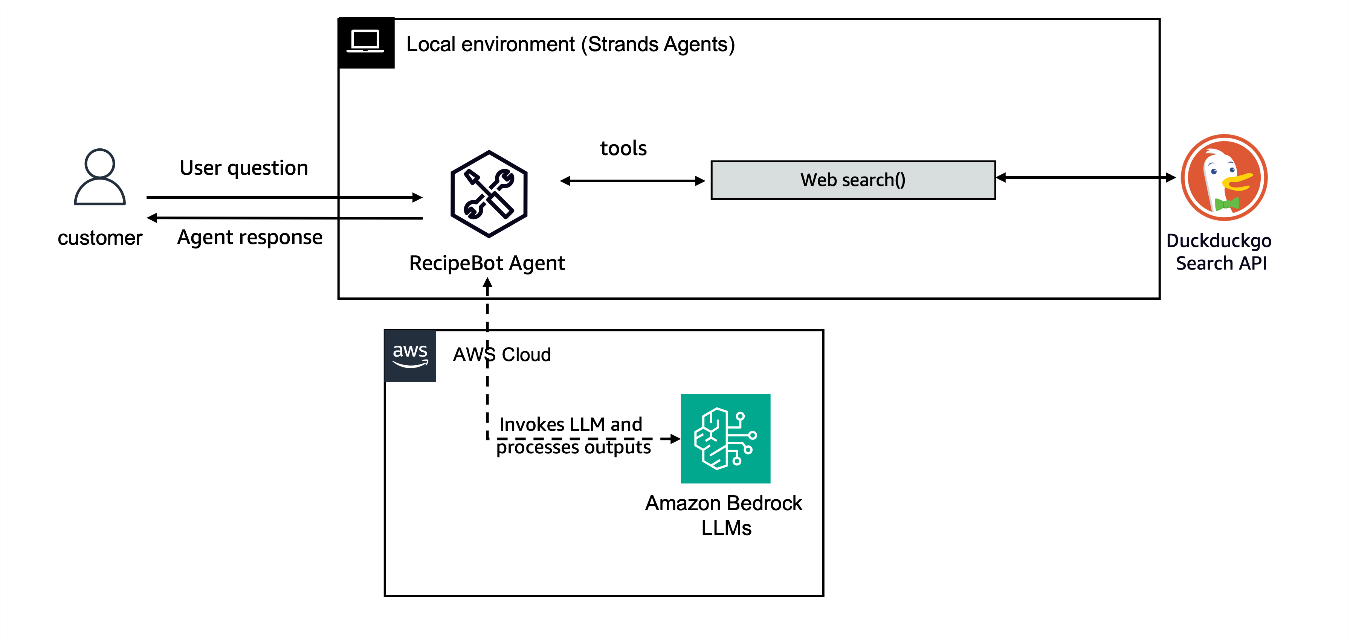 Local environment (Strands Agents)
User question
Agent response
customer
RecipeBot Agent
tools
Web search()
Duckduckgo
Search API
aws
AWS Cloud
Invokes LLM and
processes outputs
Amazon Bedrock
LLMs